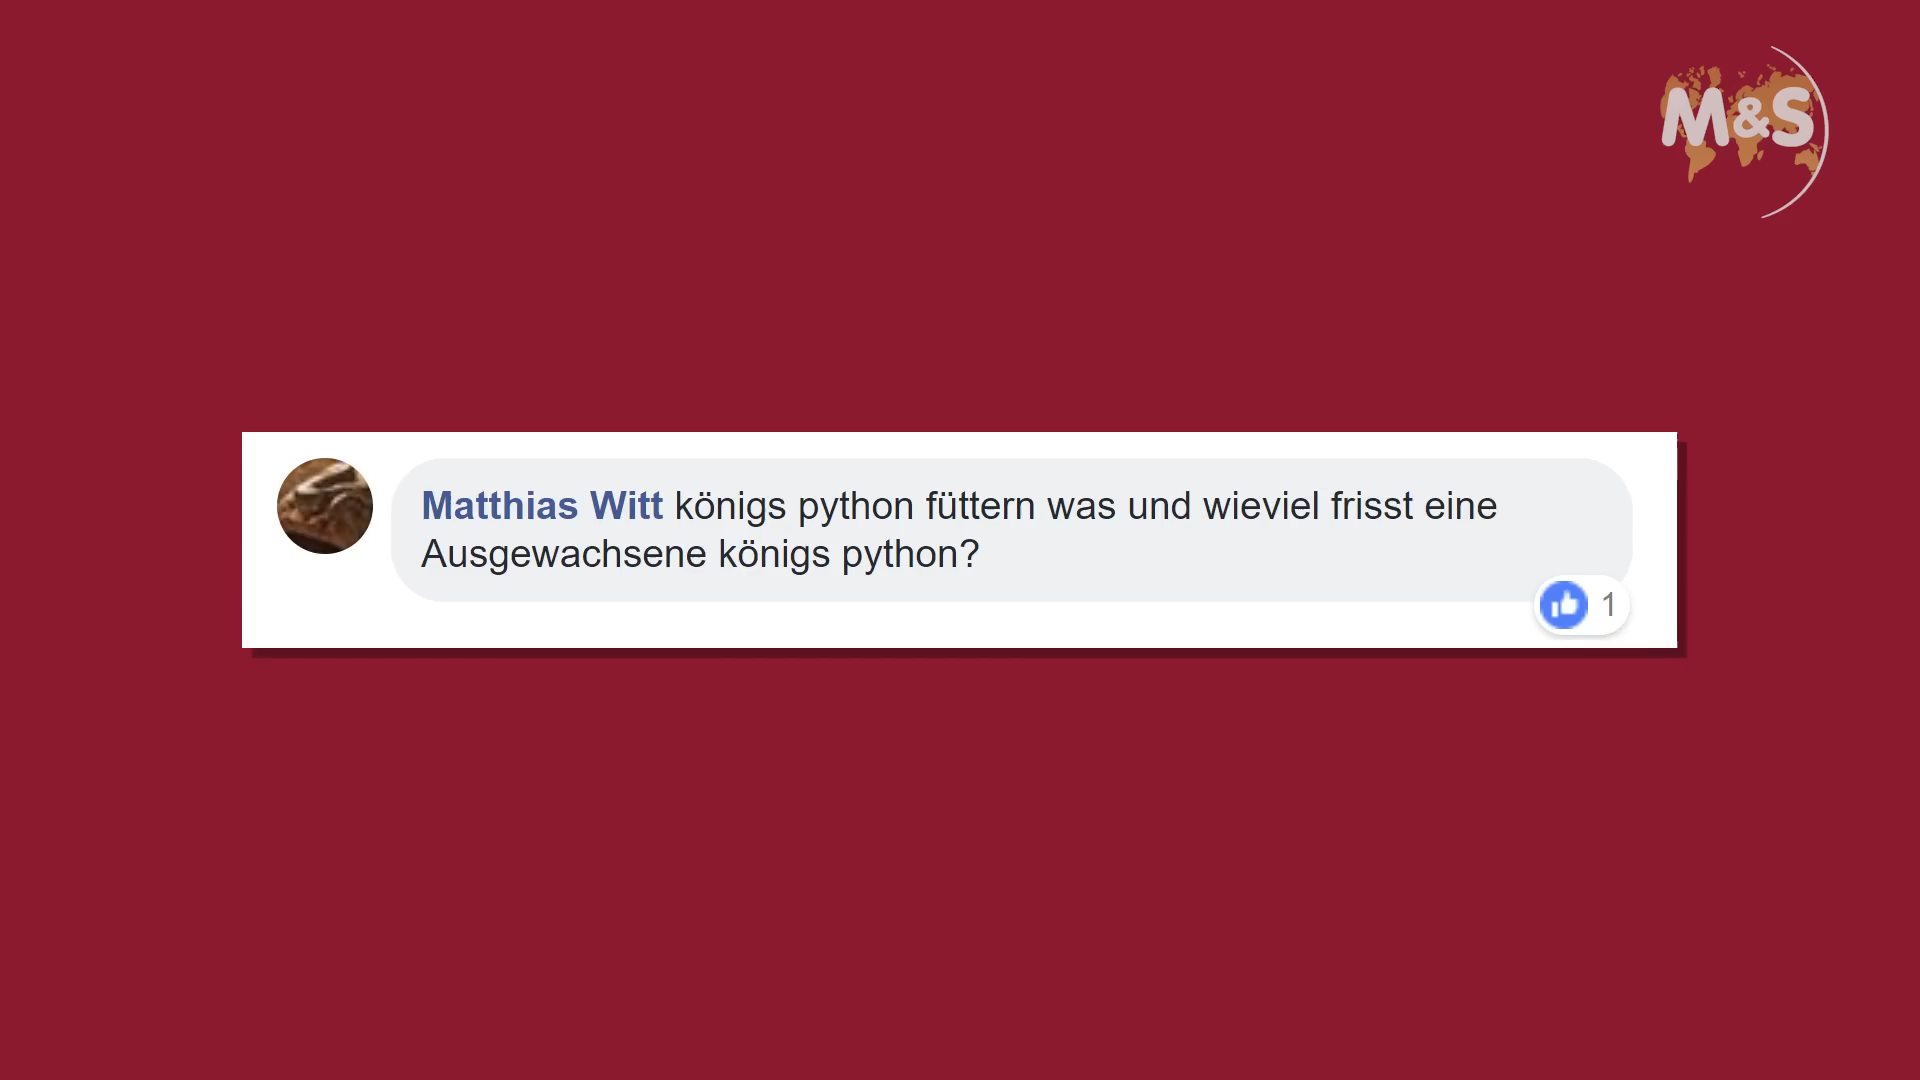 M&S
Matthias Witt königs python füttern was und wieviel frisst eine
Ausgewachsene königs python?
1